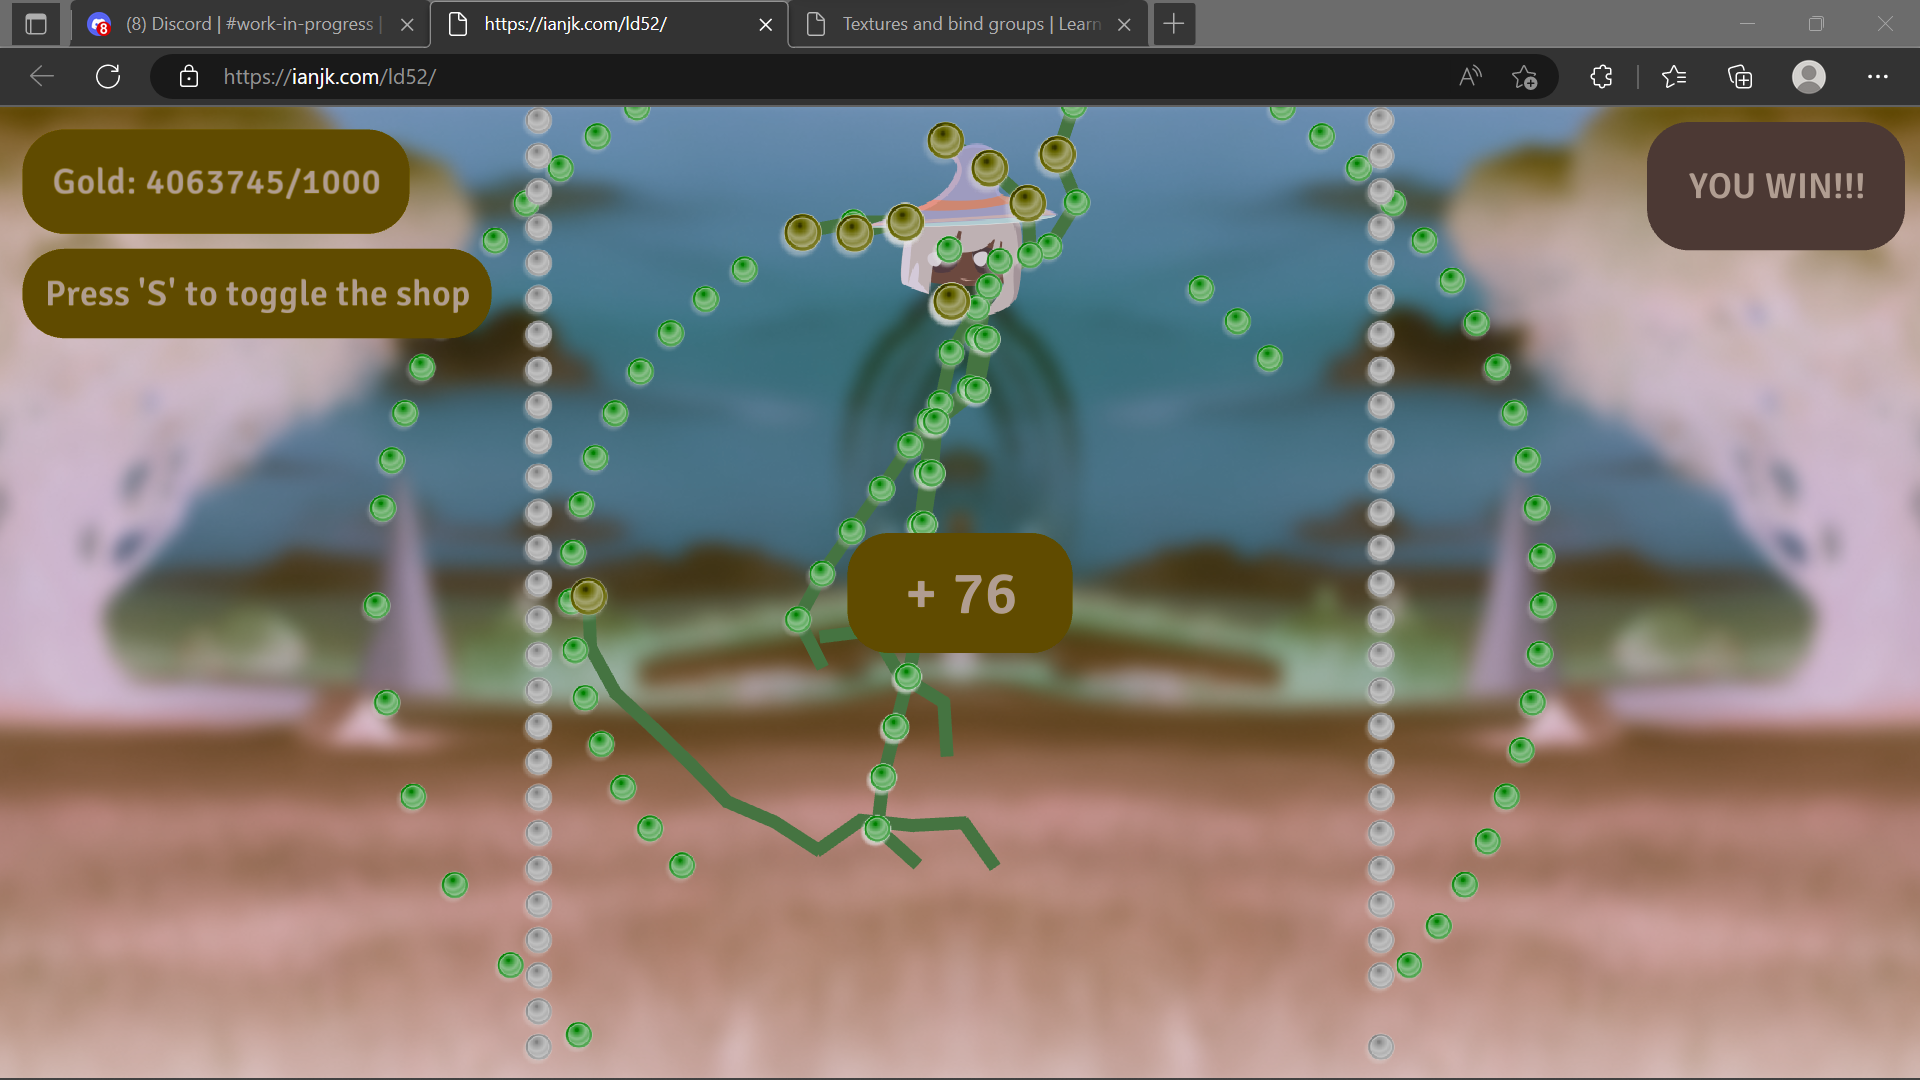 (8) Discord | #work-in-progress |
https://ianjk.com/ld52/
Textures and bind groups | Learn
https://ianjk.com/ld52/
Gold: 4063745/1000
YOU WIN!!!
Press 'S' to toggle the shop
+ 76